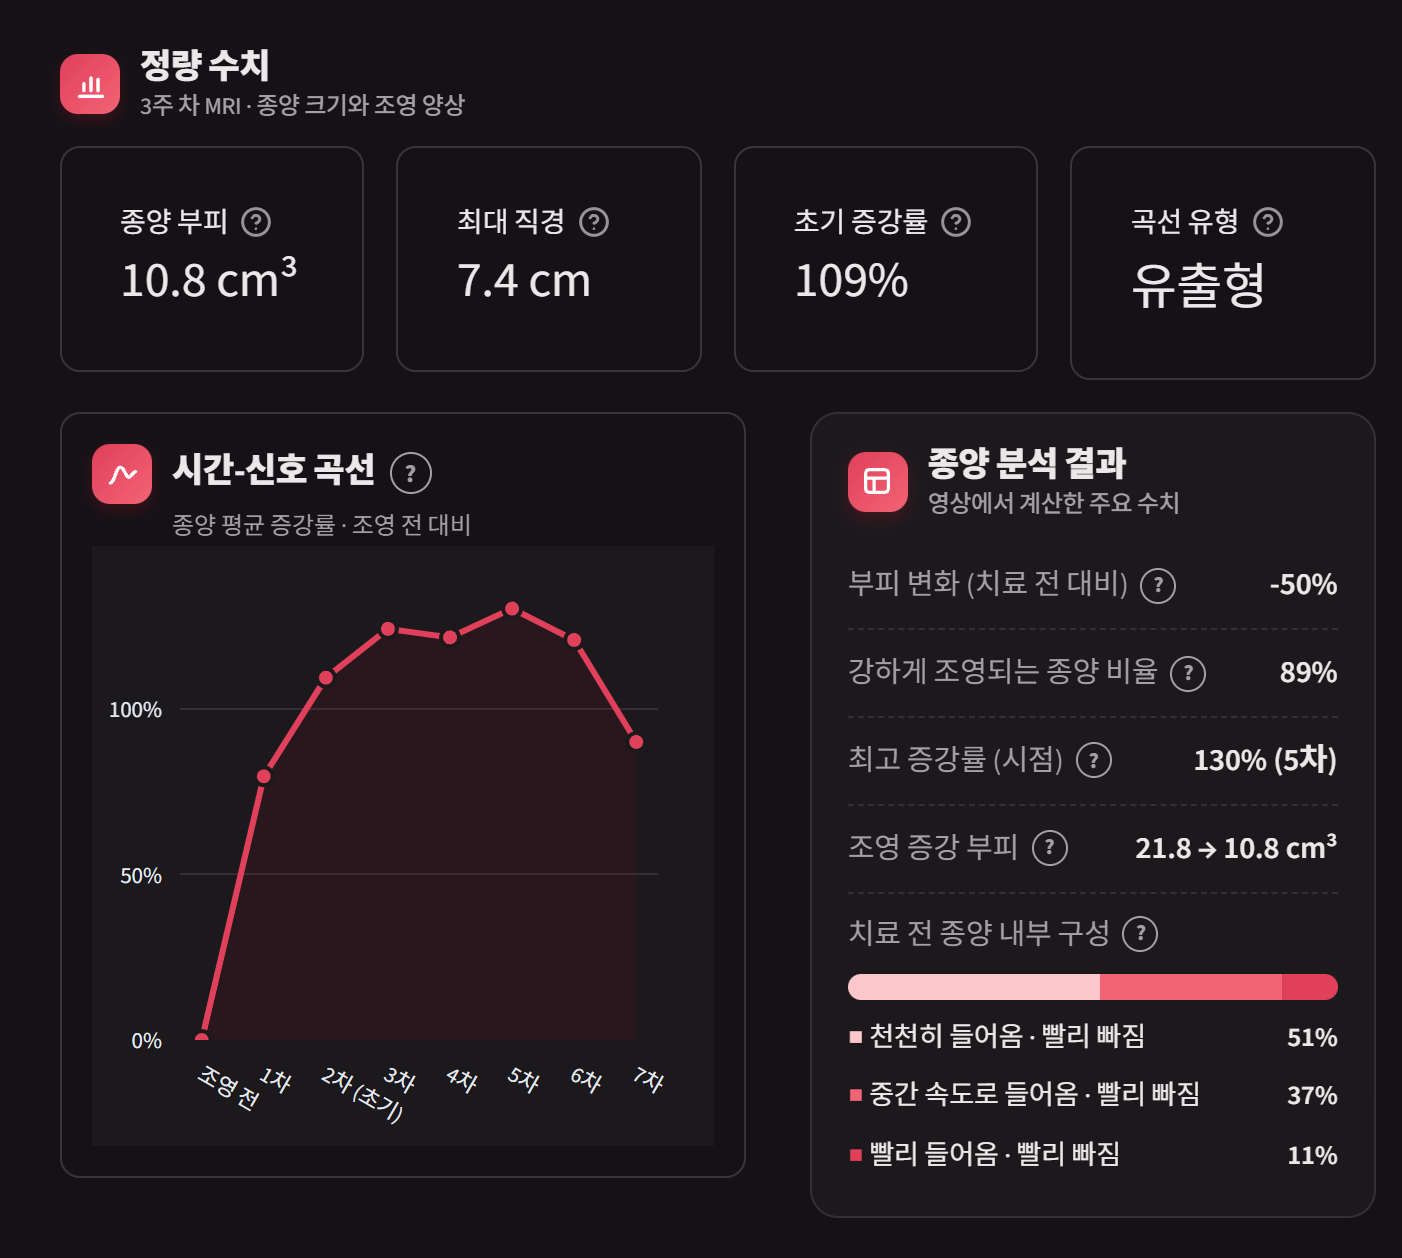 정량 수치
3주 차 MRI · 종양 크기와 조영 양상
종양 부피 ?
10.8 cm³
최대 직경 ?
7.4 cm
초기 증강률 ?
109%
곡선 유형 ?
유출형
시간-신호 곡선 ?
종양 평균 증강률 · 조영 전 대비
100%
50%
0%
조영 전
1차
2차 (초기)
3차
4차
5차
6차
7차
종양 분석 결과
영상에서 계산한 주요 수치
부피 변화 (치료 전 대비) ? -50%
강하게 조영되는 종양 비율 ? 89%
최고 증강률 (시점) ? 130% (5차)
조영 증강 부피 ? 21.8 → 10.8 cm³
치료 전 종양 내부 구성 ?
천천히 들어옴 · 빨리 빠짐 51%
중간 속도로 들어옴 · 빨리 빠짐 37%
빨리 들어옴 · 빨리 빠짐 11%